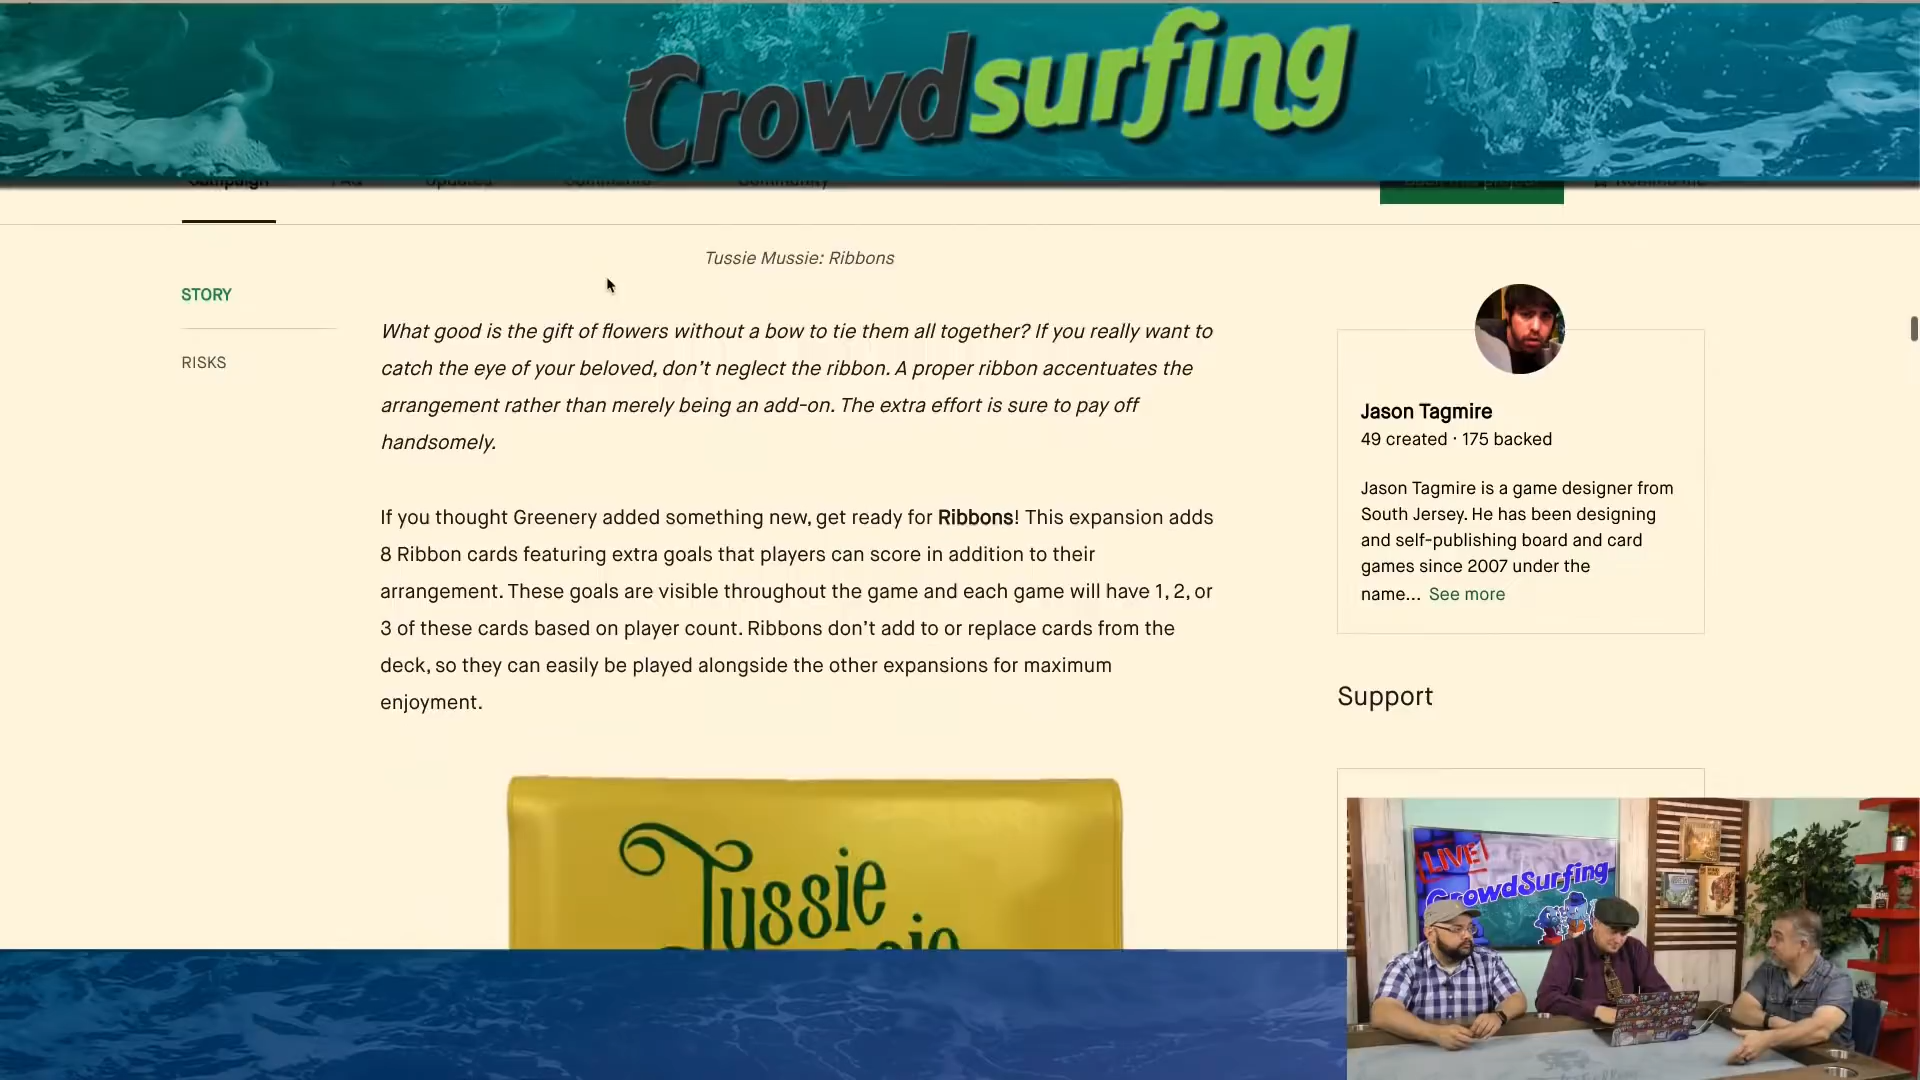 Crowdsurfing
Campaign FAQ Updates Comments Community
Tussie Mussie: Ribbons
STORY
RISKS
What good is the gift of flowers without a bow to tie them all together? If you really want to
catch the eye of your beloved, don’t neglect the ribbon. A proper ribbon accentuates the
arrangement rather than merely being an add-on. The extra effort is sure to pay off
handsomely.
If you thought Greenery added something new, get ready for Ribbons! This expansion adds
8 Ribbon cards featuring extra goals that players can score in addition to their
arrangement. These goals are visible throughout the game and each game will have 1, 2, or
3 of these cards based on player count. Ribbons don’t add to or replace cards from the
deck, so they can easily be played alongside the other expansions for maximum
enjoyment.
Tussie
Jason Tagmire
49 created · 175 backed
Jason Tagmire is a game designer from
South Jersey. He has been designing
and self-publishing board and card
games since 2007 under the
name... See more
Support
LIVE
CrowdSurfing